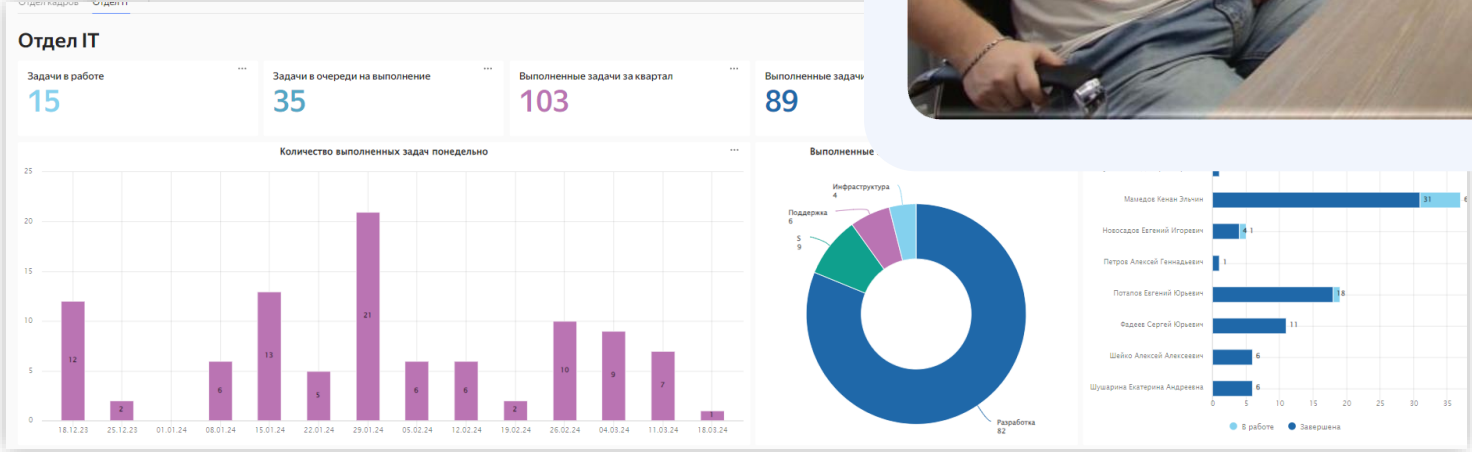 Отдел кадров Отдел IT
Отдел IT
Задачи в работе
15
Задачи в очереди на выполнение
35
Выполненные задачи за квартал
103
Выполненные задачи
89
Количество выполненных задач понедельно
25
20
15
10
5
0
12
2
6
13
5
21
6
6
2
10
9
7
1
18.12.23 25.12.23 01.01.24 08.01.24 15.01.24 22.01.24 29.01.24 05.02.24 12.02.24 19.02.24 26.02.24 04.03.24 11.03.24 18.03.24
Выполненные
Инфраструктура
4
Поддержка
6
5
9
Разработка
82
Мамедов Кенан Эльчин 31 6
Новосадов Евгений Игоревич 4 1
Петров Алексей Геннадьевич 1
Потапов Евгений Юрьевич 18
Фадеев Сергей Юрьевич 11
Шейко Алексей Алексеевич 6
Шушарина Екатерина Андреевна 6
0 5 10 15 20 25 30 35
В работе Завершена